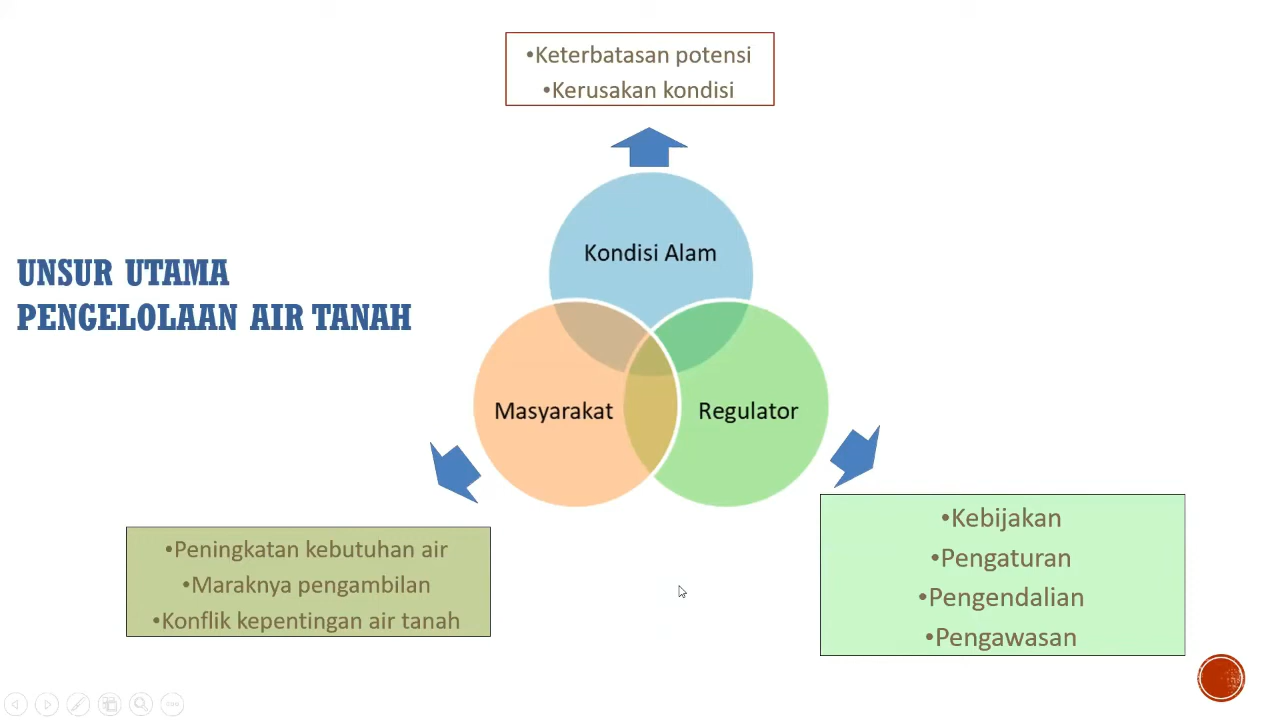 •Keterbatasan potensi
•Kerusakan kondisi
UNSUR UTAMA
PENGELOLAAN AIR TANAH
Kondisi Alam
Masyarakat
Regulator
•Peningkatan kebutuhan air
•Maraknya pengambilan
•Konflik kepentingan air tanah
•Kebijakan
•Pengaturan
•Pengendalian
•Pengawasan